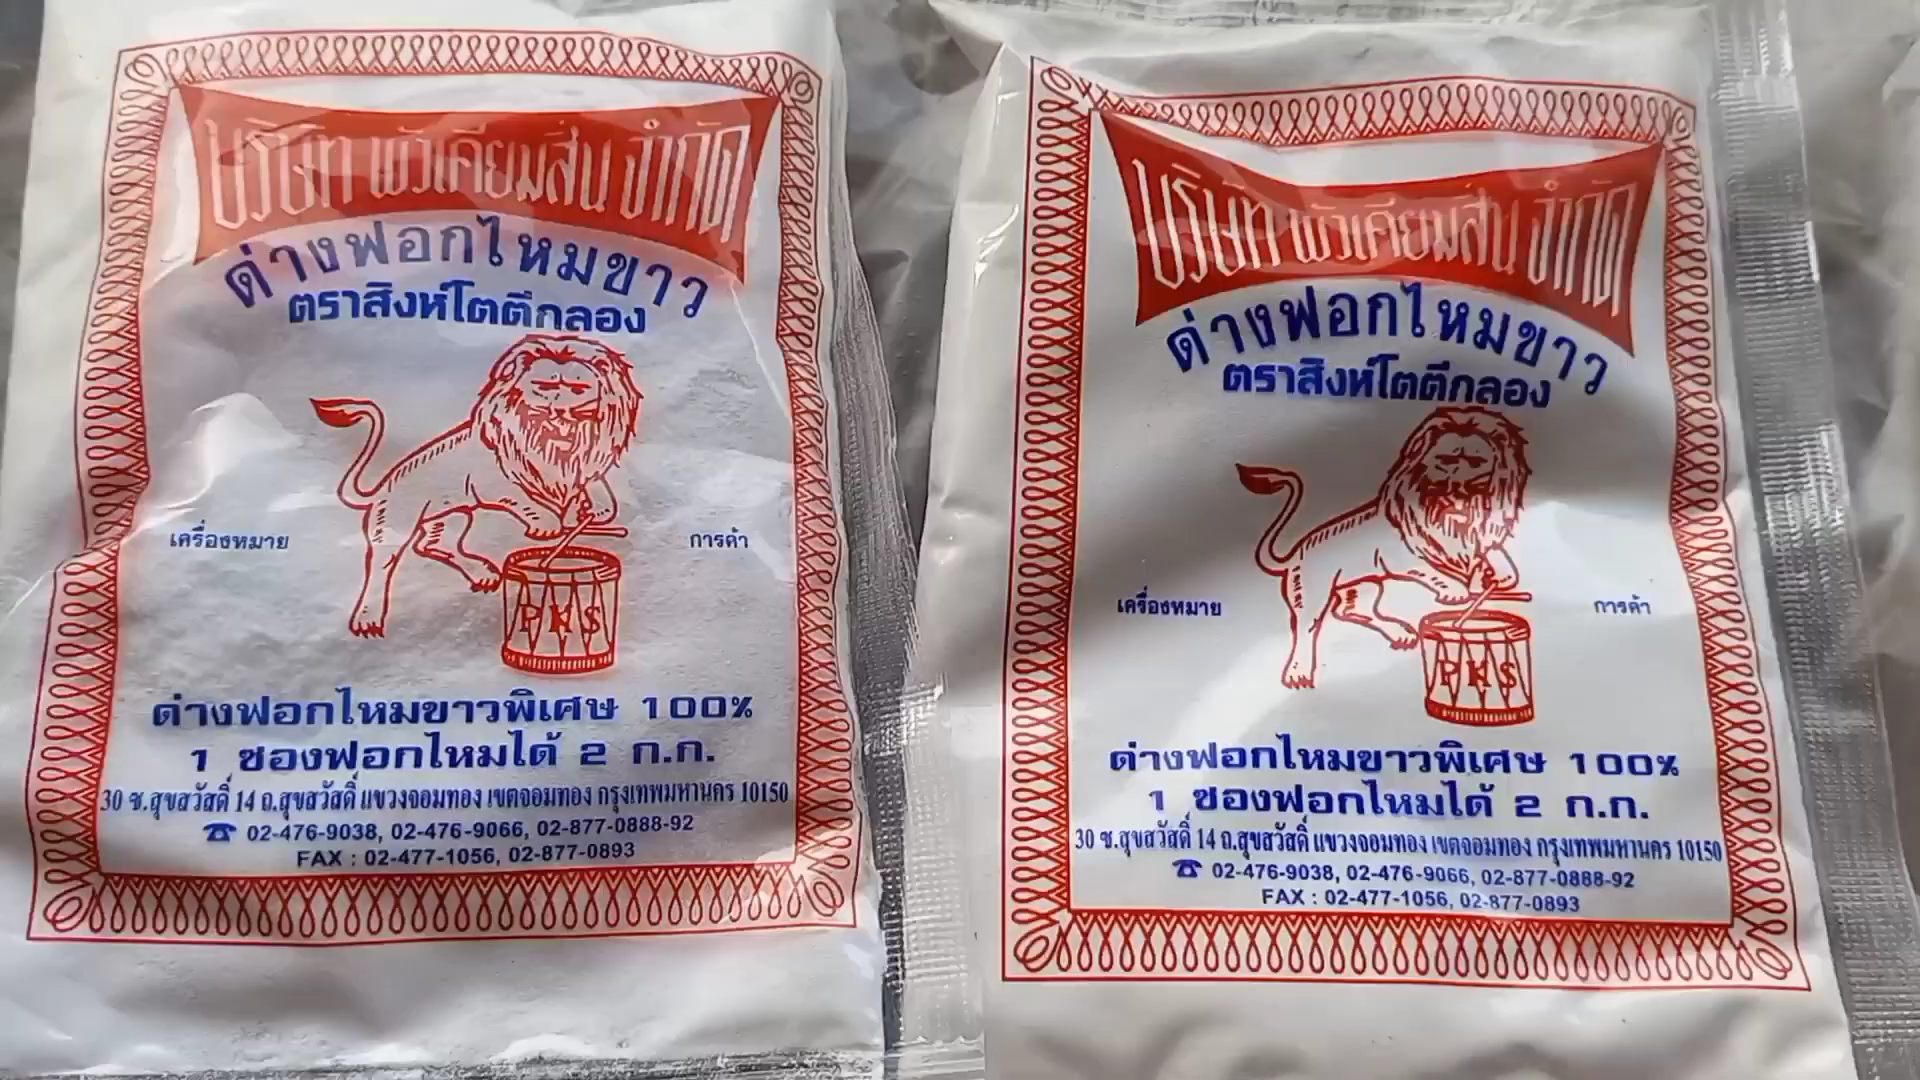 บริษัท พัวเคียมสิน จำกัด
ด่างฟอกไหมขาว
ตราสิงห์โตตีกลอง
เครื่องหมาย การค้า
PKS
ด่างฟอกไหมขาวพิเศษ 100%
1 ซองฟอกไหมได้ 2 ก.ก.
30 ซ.สุขสวัสดิ์ 14 ถ.สุขสวัสดิ์ แขวงจอมทอง เขตจอมทอง กรุงเทพมหานคร 10150
☎ 02-476-9038, 02-476-9066, 02-877-0888-92
FAX : 02-477-1056, 02-877-0893
บริษัท พัวเคียมสิน จำกัด
ด่างฟอกไหมขาว
ตราสิงห์โตตีกลอง
เครื่องหมาย การค้า
PKS
ด่างฟอกไหมขาวพิเศษ 100%
1 ซองฟอกไหมได้ 2 ก.ก.
30 ซ.สุขสวัสดิ์ 14 ถ.สุขสวัสดิ์ แขวงจอมทอง เขตจอมทอง กรุงเทพมหานคร 10150
☎ 02-476-9038, 02-476-9066, 02-877-0888-92
FAX : 02-477-1056, 02-877-0893